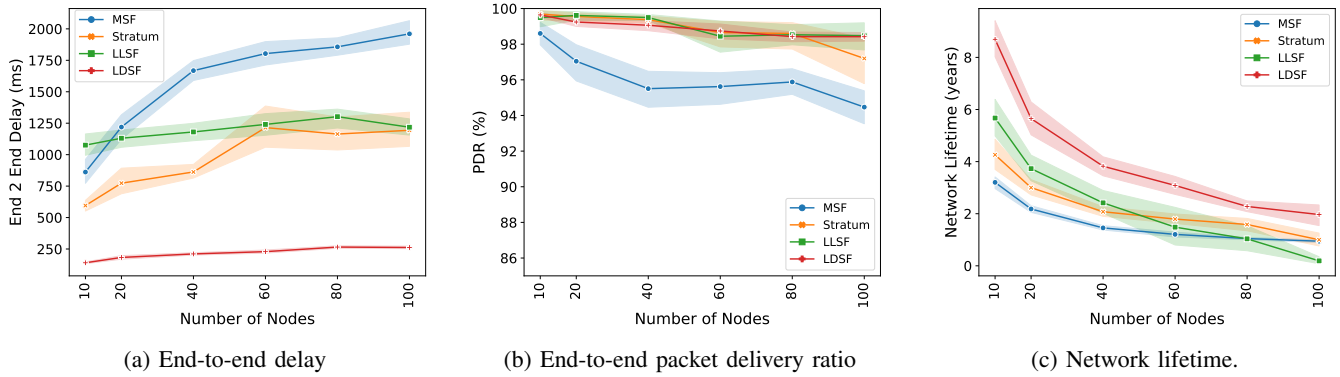 End 2 End Delay (ms)
2000
1750
1500
1250
1000
750
500
250
MSF
Stratum
LLSF
LDSF
10 20 40 60 80 100
Number of Nodes
(a) End-to-end delay
PDR (%)
100
98
96
94
92
90
88
86
MSF
Stratum
LLSF
LDSF
10 20 40 60 80 100
Number of Nodes
(b) End-to-end packet delivery ratio
Network Lifetime (years)
8
6
4
2
0
MSF
Stratum
LLSF
LDSF
10 20 40 60 80 100
Number of Nodes
(c) Network lifetime.